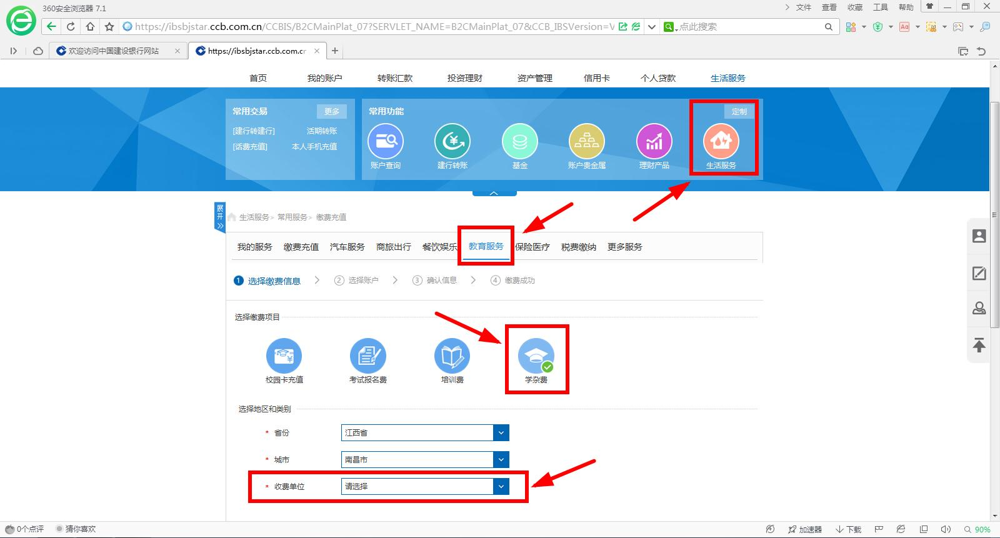 360安全浏览器 7.1
文件 查看 收藏 工具 帮助
https://ibsbjstar.ccb.com.cn/CCBIS/B2CMainPlat_07?SERVLET_NAME=B2CMainPlat_07&CCB_IBSVersion=V
点此搜索
欢迎访问中国建设银行网站
https://ibsbjstar.ccb.com.cn
首页 我的账户 转账汇款 投资理财 资产管理 信用卡 个人贷款 生活服务
常用交易 更多
[建行转建行] 活期转账
[话费充值] 本人手机充值
常用功能 定制
账户查询 建行转账 基金 账户贵金属 理财产品 生活服务
展开
生活服务> 常用服务> 缴费充值
我的服务 缴费充值 汽车服务 商旅出行 餐饮娱乐 教育服务 保险医疗 税费缴纳 更多服务
1 选择缴费信息 2 选择账户 3 确认信息 4 缴费成功
选择缴费项目
校园卡充值 考试报名费 培训费 学杂费
选择地区和类别
* 省份 江西省
* 城市 南昌市
* 收费单位 请选择
0个点评 猜你喜欢 加速器 下载 90%